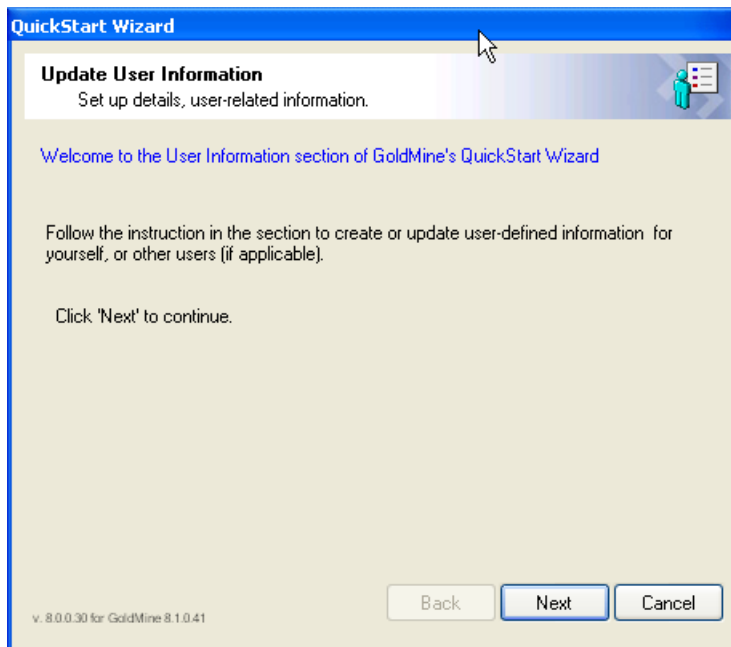 QuickStart Wizard
Update User Information
Set up details, user-related information.
Welcome to the User Information section of GoldMine's QuickStart Wizard
Follow the instruction in the section to create or update user-defined information for
yourself, or other users (if applicable).
Click 'Next' to continue.
Back Next Cancel
v. 8.0.0.30 for GoldMine 8.1.0.41